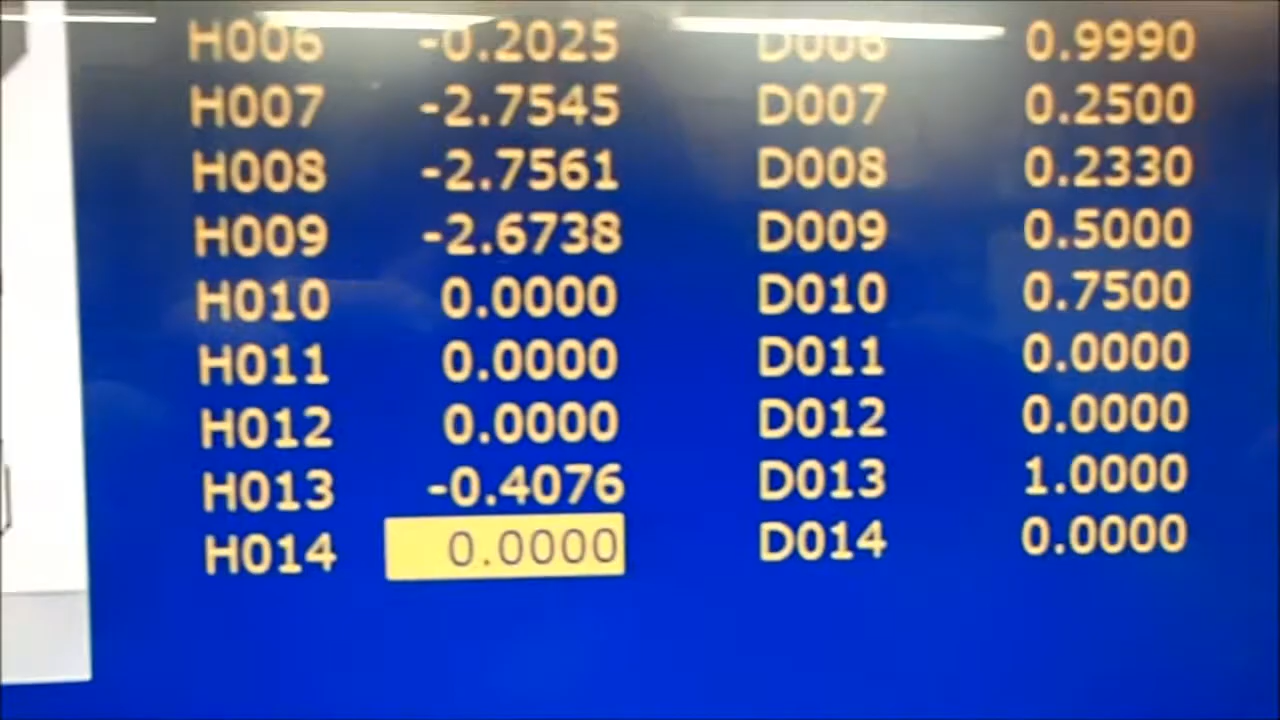 H006 -0.2025 D006 0.9990
H007 -2.7545 D007 0.2500
H008 -2.7561 D008 0.2330
H009 -2.6738 D009 0.5000
H010 0.0000 D010 0.7500
H011 0.0000 D011 0.0000
H012 0.0000 D012 0.0000
H013 -0.4076 D013 1.0000
H014 0.0000 D014 0.0000